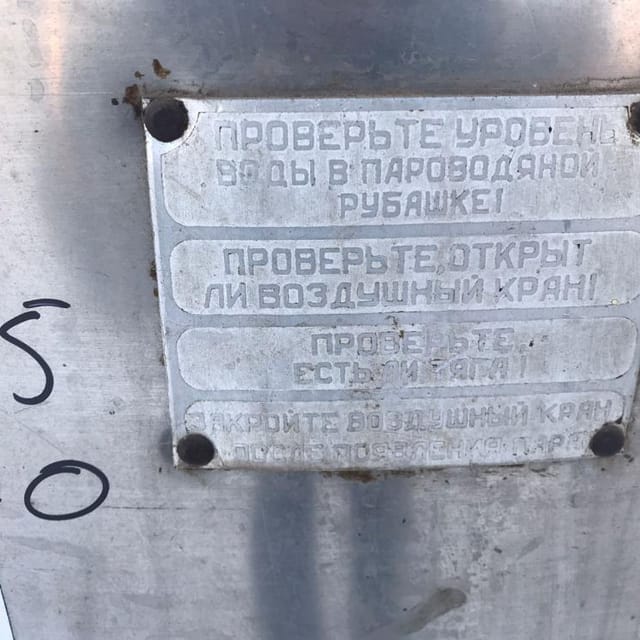 ПРОВЕРЬТЕ УРОВЕНЬ
ВОДЫ В ПАРОВОДЯНОЙ
РУБАШКЕ!
ПРОВЕРЬТЕ, ОТКРЫТ
ЛИ ВОЗДУШНЫЙ КРАН!
ПРОВЕРЬТЕ,
ЕСТЬ ЛИ ТЯГА!
ЗАКРОЙТЕ ВОЗДУШНЫЙ КРАН
ПОСЛЕ ПОЯВЛЕНИЯ ПАРА
5
0